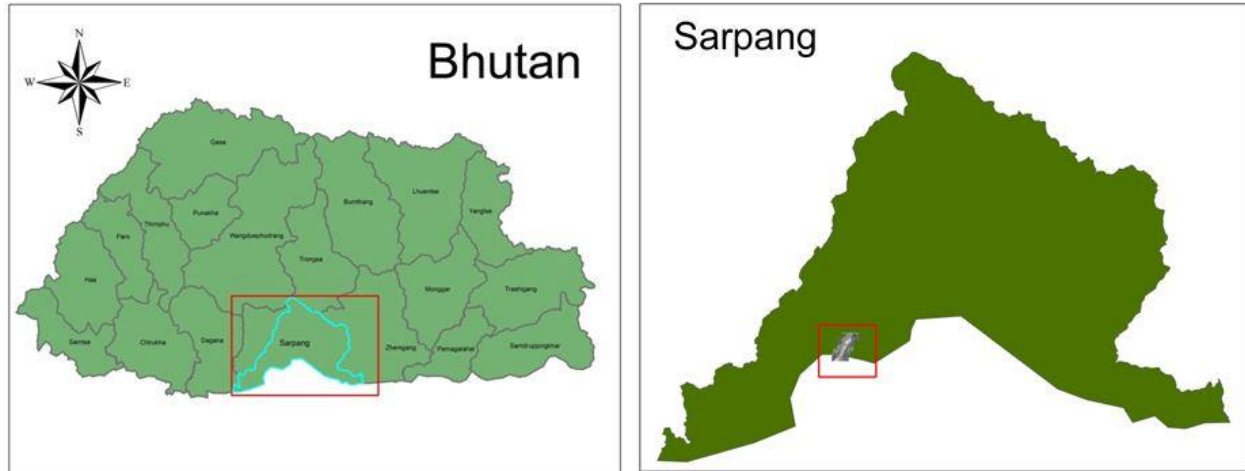 Bhutan
N
W
E
S
Gasa
Punakha
Thimphu
Paro
Haa
Wangduephodrang
Bumthang
Lhuentse
Yangtse
Trongsa
Monggar
Trashigang
Samtse
Chhukha
Dagana
Sarpang
Zhemgang
Pemagatshel
Samdrupjongkhar
Sarpang